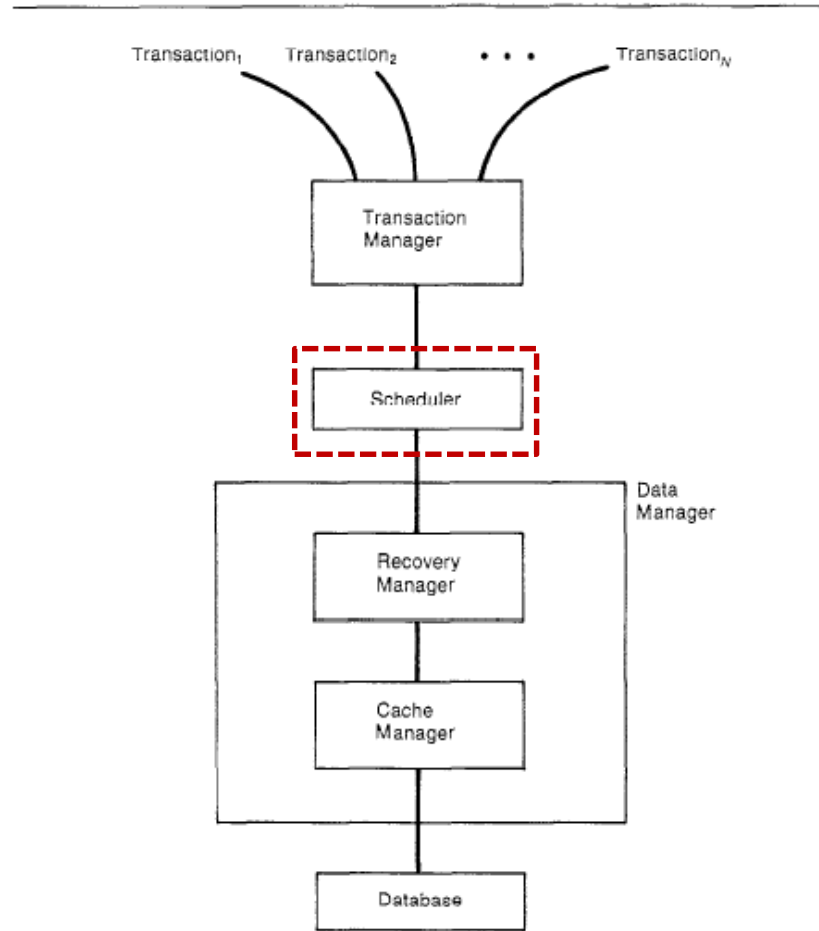 Transaction₁ Transaction₂ • • • Transaction_N
Transaction
Manager
Scheduler
Data
Manager
Recovery
Manager
Cache
Manager
Database